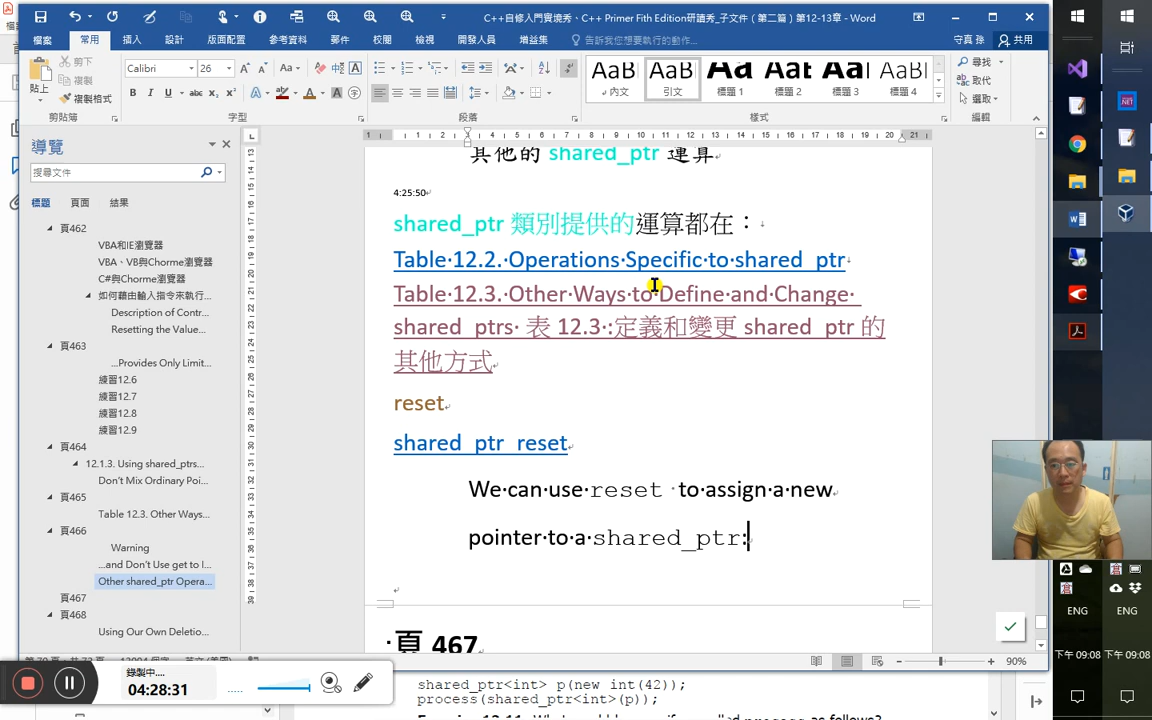 C++自修入門實境秀、C++ Primer Fifth Edition研讀秀_子文件（第二篇）第12-13章 - Word
檔案 常用 插入 設計 版面配置 參考資料 郵件 校閱 檢視 開發人員 增益集 告訴我您想要執行的動作... 守真 孫 共用
貼上 剪下 複製 複製格式
Calibri 26
AaB AaB Aa Aat Aal AaBl
內文 引文 標題 1 標題 2 標題 3 標題 4
尋找 取代 選取
剪貼簿 字型 段落 樣式 編輯
導覽
搜尋文件
標題 頁面 結果
頁462
VBA和IE瀏覽器
VBA、VB與Chorme瀏覽器
C#與Chorme瀏覽器
如何藉由輸入指令來執行...
Description of Contr...
Resetting the Value...
頁463
...Provides Only Limit...
練習12.6
練習12.7
練習12.8
練習12.9
頁464
12.1.3. Using shared_ptrs...
Don't Mix Ordinary Poi...
頁465
Table 12.3. Other Ways...
頁466
Warning
...and Don't Use get to I...
Other shared_ptr Opera...
頁467
頁468
Using Our Own Deletio...
其他的 shared_ptr 運算
4:25:50
shared_ptr 類別提供的運算都在：
Table 12.2. Operations Specific to shared_ptr
Table 12.3. Other Ways to Define and Change
shared_ptrs 表 12.3 :定義和變更 shared_ptr 的
其他方式
reset
shared_ptr reset
We can use reset to assign a new
pointer to a shared_ptr:
頁 467
90%
錄製中...
04:28:31
shared_ptr<int> p(new int(42));
process(shared_ptr<int>(p));
ENG ENG
下午 09:08 下午 09:08